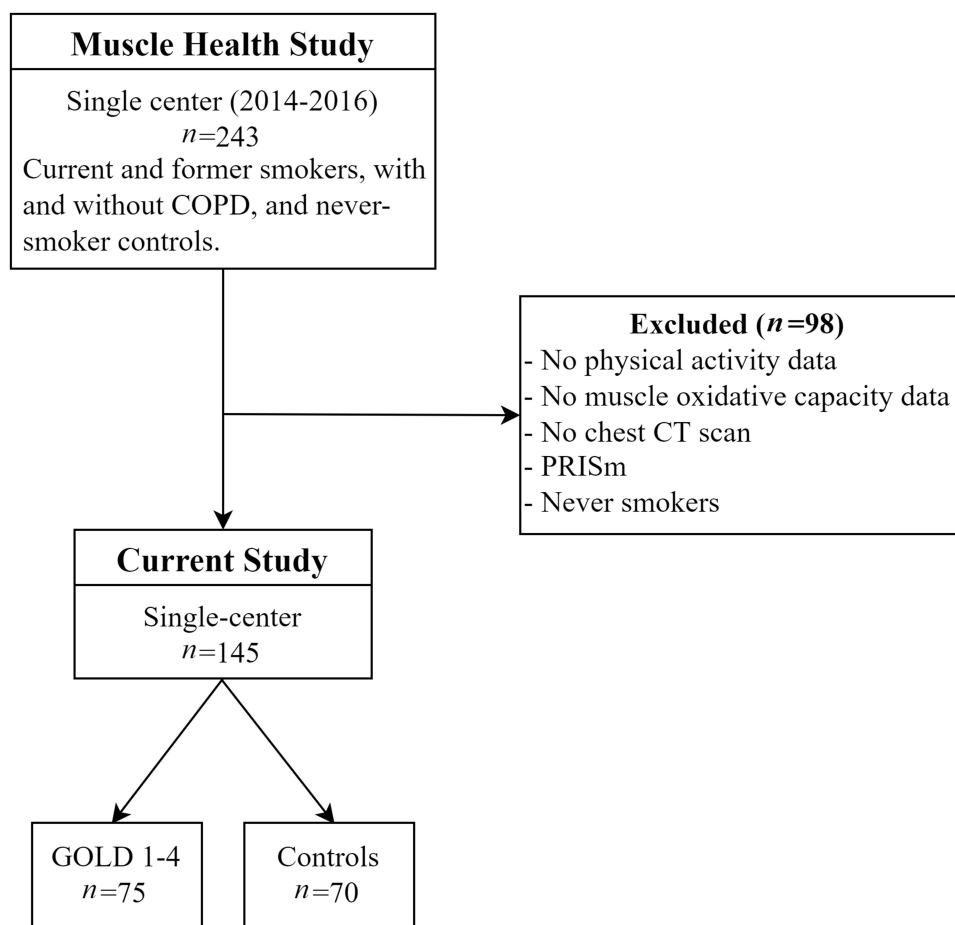 Muscle Health Study
Single center (2014-2016)
n=243
Current and former smokers, with
and without COPD, and never-
smoker controls.
Excluded (n=98)
- No physical activity data
- No muscle oxidative capacity data
- No chest CT scan
- PRISm
- Never smokers
Current Study
Single-center
n=145
GOLD 1-4
n=75
Controls
n=70